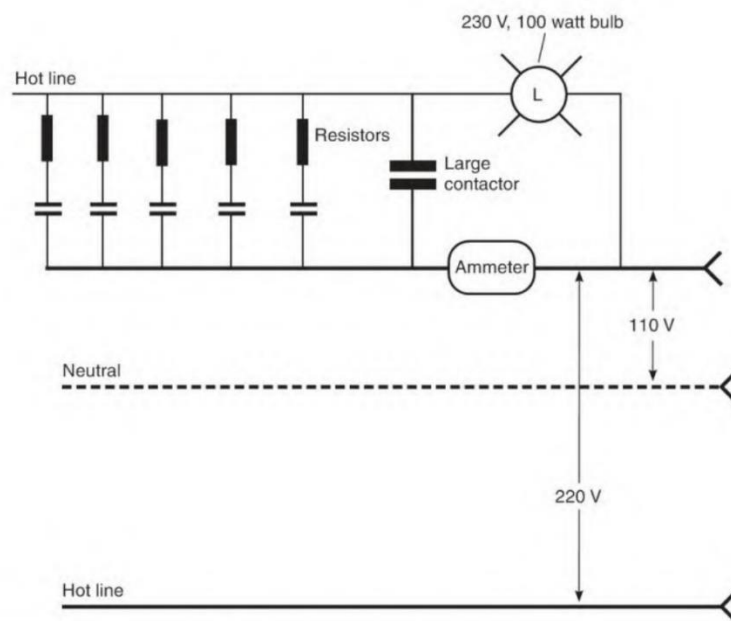 230 V, 100 watt bulb
Hot line
L
Resistors
Large
contactor
Ammeter
110 V
Neutral
220 V
Hot line